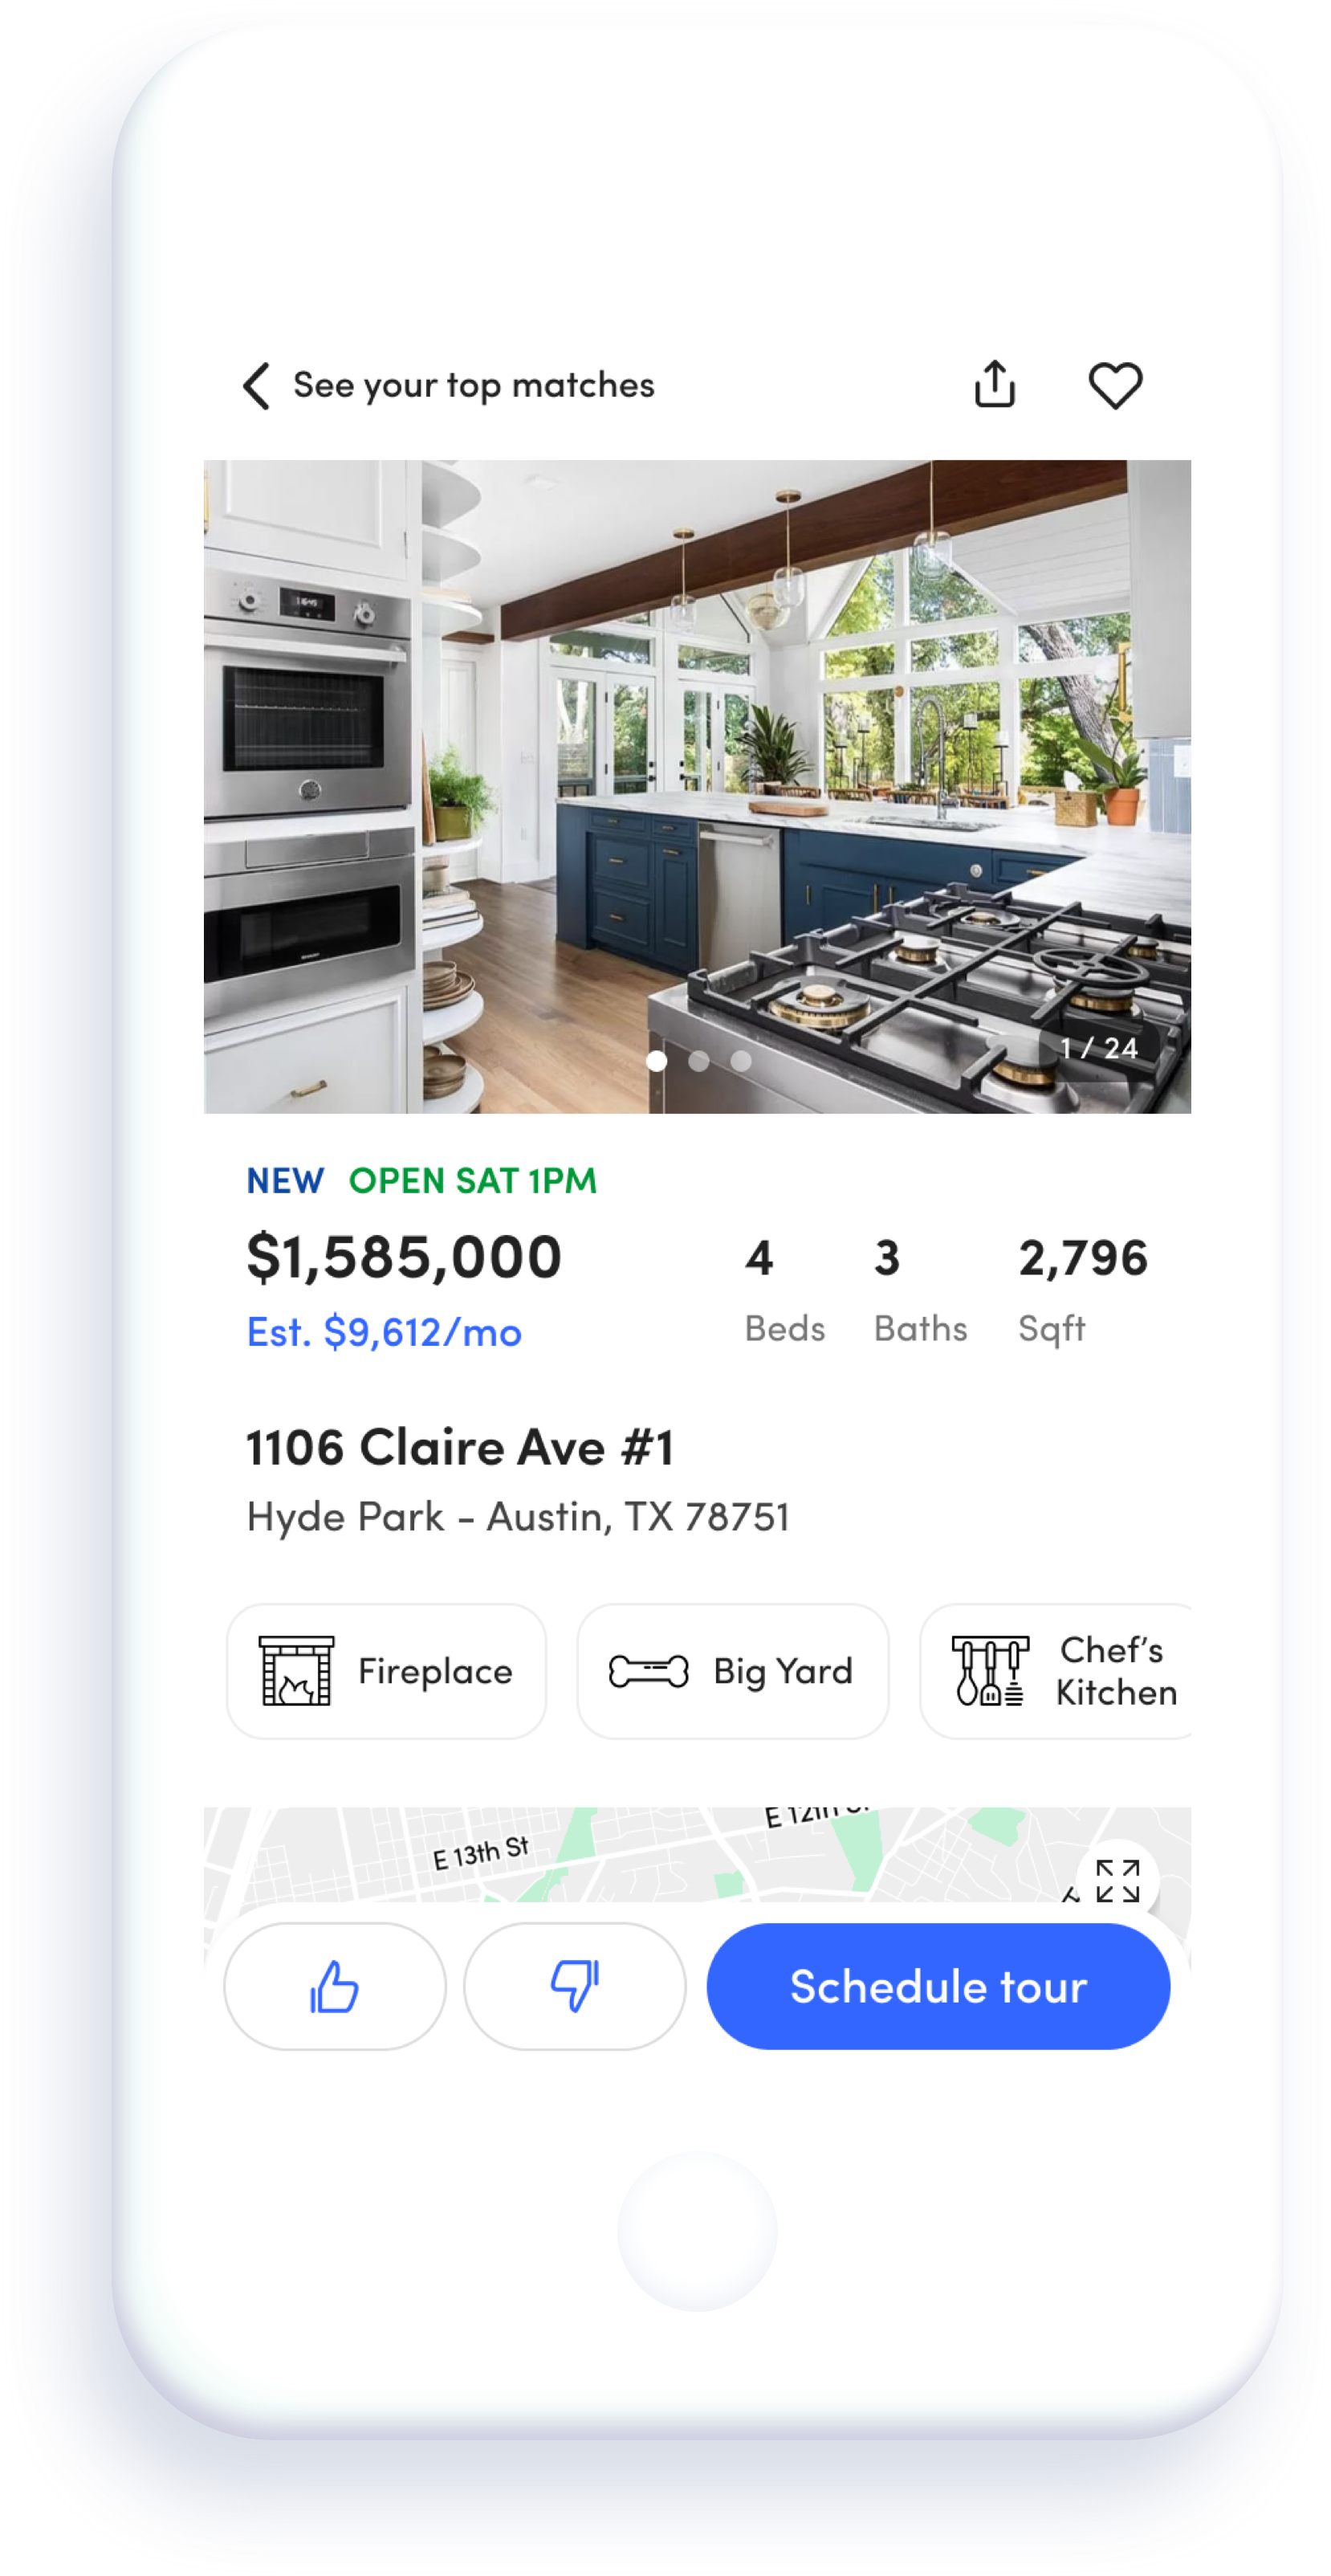 See your top matches
1 / 24
NEW OPEN SAT 1PM
$1,585,000
4 3 2,796
Est. $9,612/mo
Beds Baths Sqft
1106 Claire Ave #1
Hyde Park - Austin, TX 78751
Fireplace
Big Yard
Chef's
Kitchen
E 12th St
E 13th St
Schedule tour